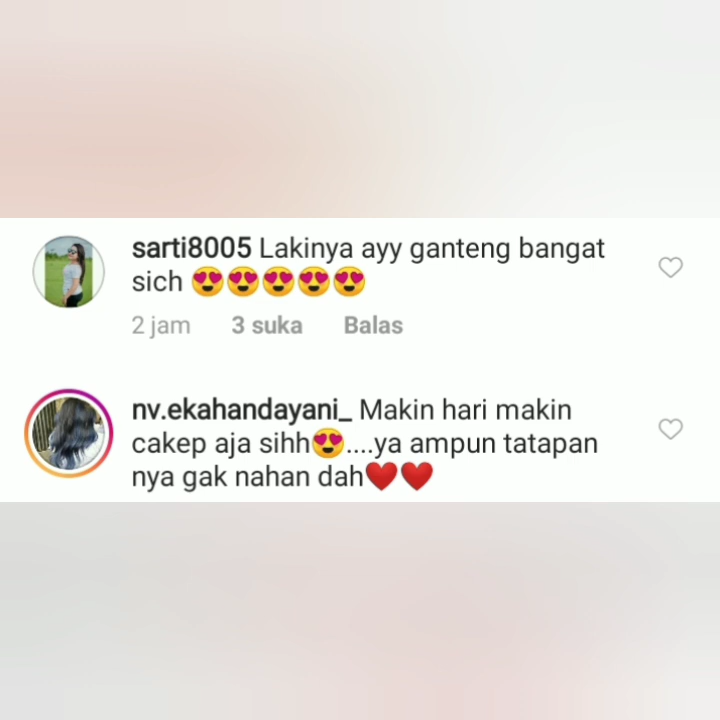 sarti8005 Lakinya ayy ganteng bangat
sich 😍😍😍😍😍
2 jam 3 suka Balas
nv.ekahandayani_ Makin hari makin
cakep aja sihh😍....ya ampun tatapan
nya gak nahan dah❤️❤️